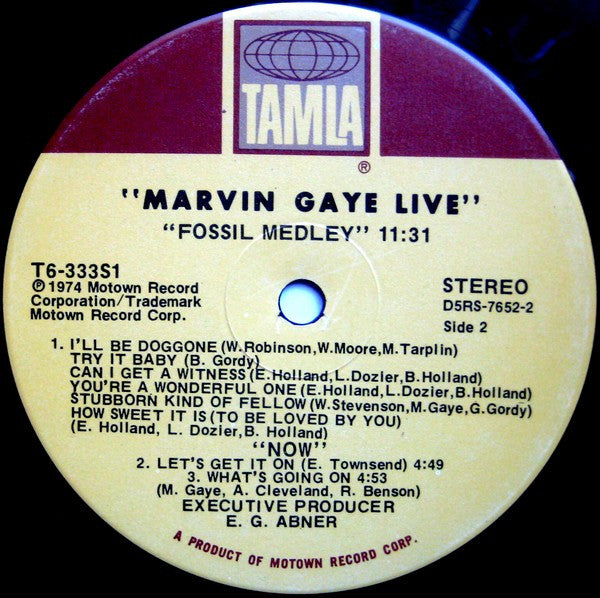 TAMLA
®
"MARVIN GAYE LIVE"
"FOSSIL MEDLEY" 11:31
T6-333S1
℗ 1974 Motown Record
Corporation/Trademark
Motown Record Corp.
STEREO
D5RS-7652-2
Side 2
1. I'LL BE DOGGONE (W. Robinson,W. Moore,M. Tarplin)
TRY IT BABY (B. Gordy)
CAN I GET A WITNESS (E. Holland, L. Dozier, B. Holland)
YOU'RE A WONDERFUL ONE (E. Holland, L. Dozier, B. Holland)
STUBBORN KIND OF FELLOW (W. Stevenson, M. Gaye, G. Gordy)
HOW SWEET IT IS (TO BE LOVED BY YOU)
(E. Holland, L. Dozier, B. Holland)
"NOW"
2. LET'S GET IT ON (E. Townsend) 4:49
3. WHAT'S GOING ON 4:53
(M. Gaye, A. Cleveland, R. Benson)
EXECUTIVE PRODUCER
E. G. ABNER
A PRODUCT OF MOTOWN RECORD CORP.